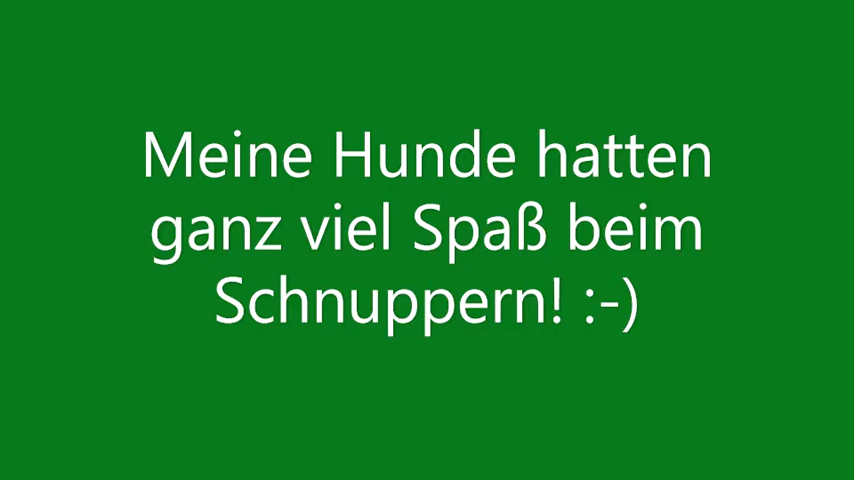 Meine Hunde hatten
ganz viel Spaß beim
Schnuppern! :-)